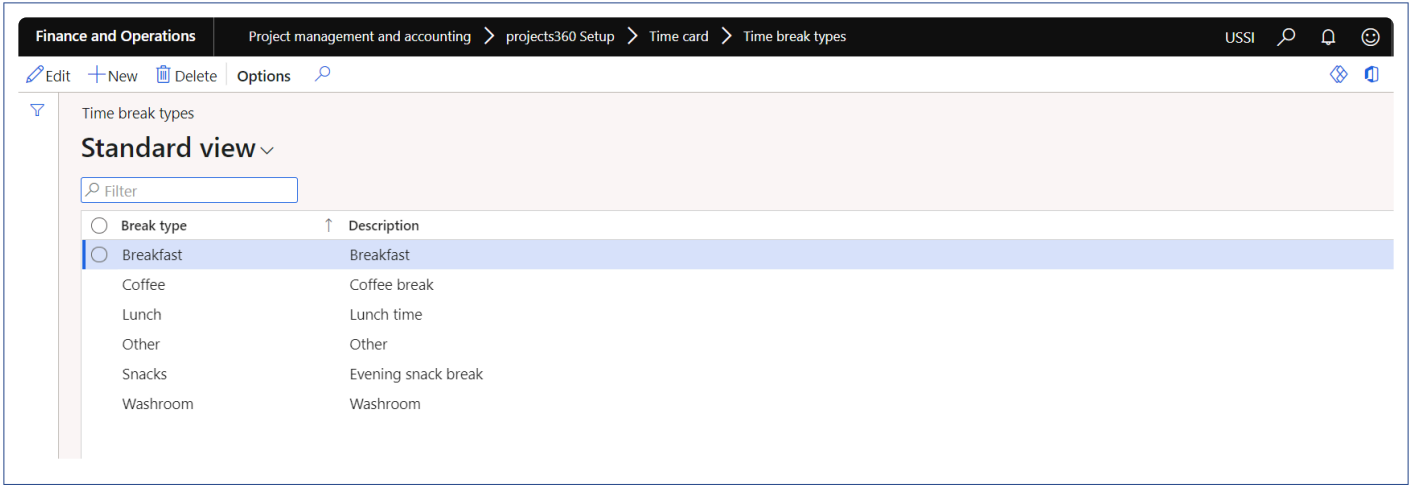 Finance and Operations Project management and accounting projects360 Setup Time card Time break types USSI
Edit New Delete Options
Time break types
Standard view
Filter
Break type Description
Breakfast Breakfast
Coffee Coffee break
Lunch Lunch time
Other Other
Snacks Evening snack break
Washroom Washroom